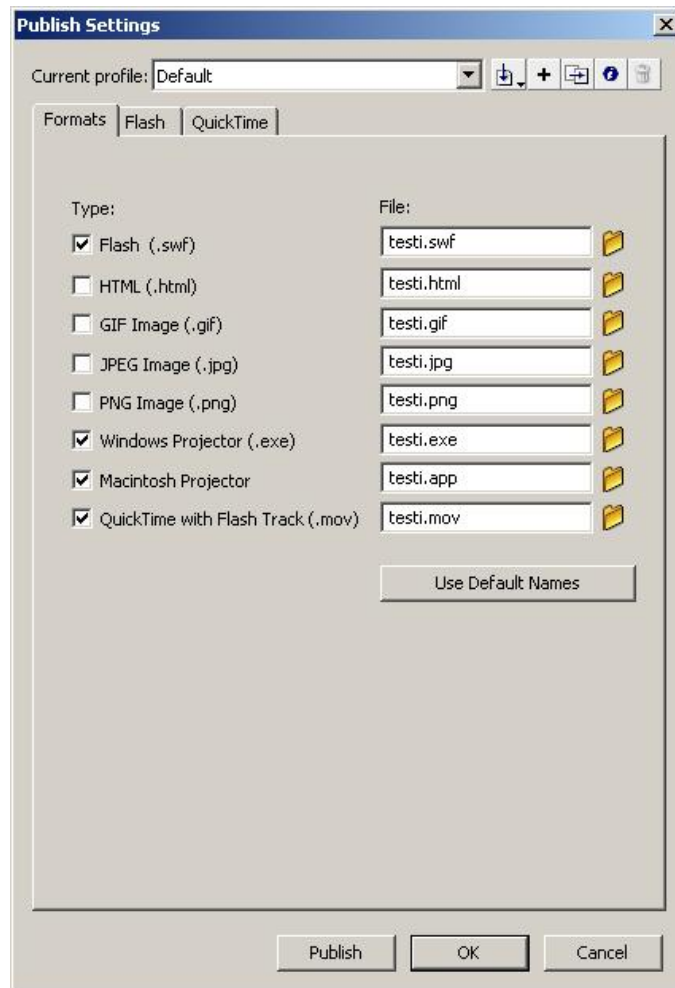 Publish Settings
Current profile: Default
Formats Flash QuickTime
Type: File:
Flash (.swf) testi.swf
HTML (.html) testi.html
GIF Image (.gif) testi.gif
JPEG Image (.jpg) testi.jpg
PNG Image (.png) testi.png
Windows Projector (.exe) testi.exe
Macintosh Projector testi.app
QuickTime with Flash Track (.mov) testi.mov
Use Default Names
Publish OK Cancel